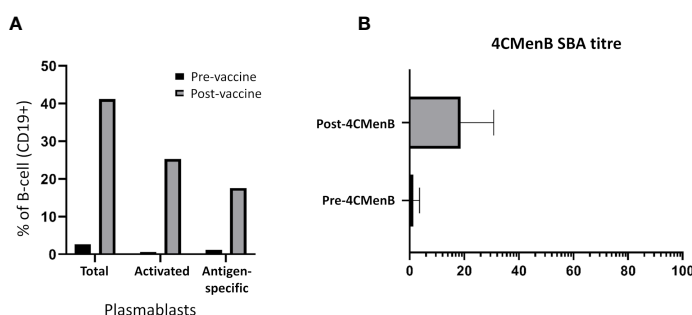 A
50
40
30
20
10
0
% of B-cell (CD19+)
Pre-vaccine
Post-vaccine
Total
Activated
Antigen-
specific
Plasmablasts
B
4CMenB SBA titre
Post-4CMenB
Pre-4CMenB
0 20 40 60 80 100